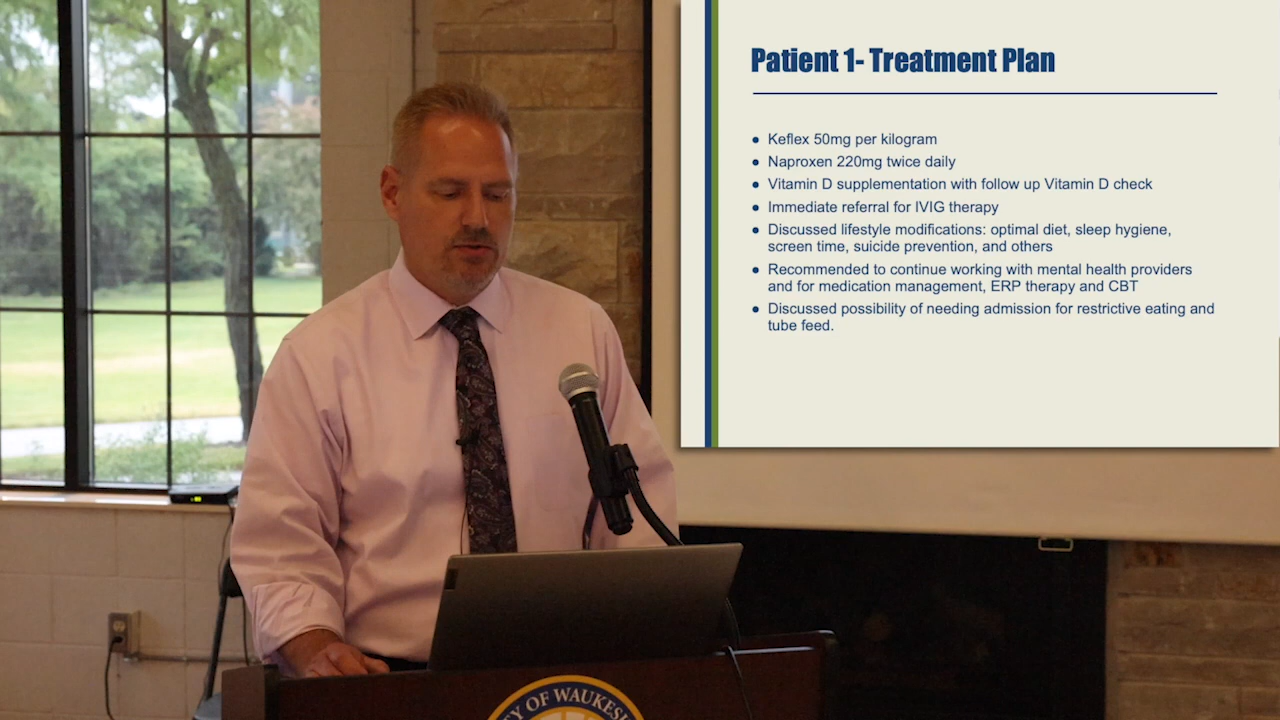 Patient 1- Treatment Plan
● Keflex 50mg per kilogram
● Naproxen 220mg twice daily
● Vitamin D supplementation with follow up Vitamin D check
● Immediate referral for IVIG therapy
● Discussed lifestyle modifications: optimal diet, sleep hygiene,
screen time, suicide prevention, and others
● Recommended to continue working with mental health providers
and for medication management, ERP therapy and CBT
● Discussed possibility of needing admission for restrictive eating and
tube feed.
OF WAUKES